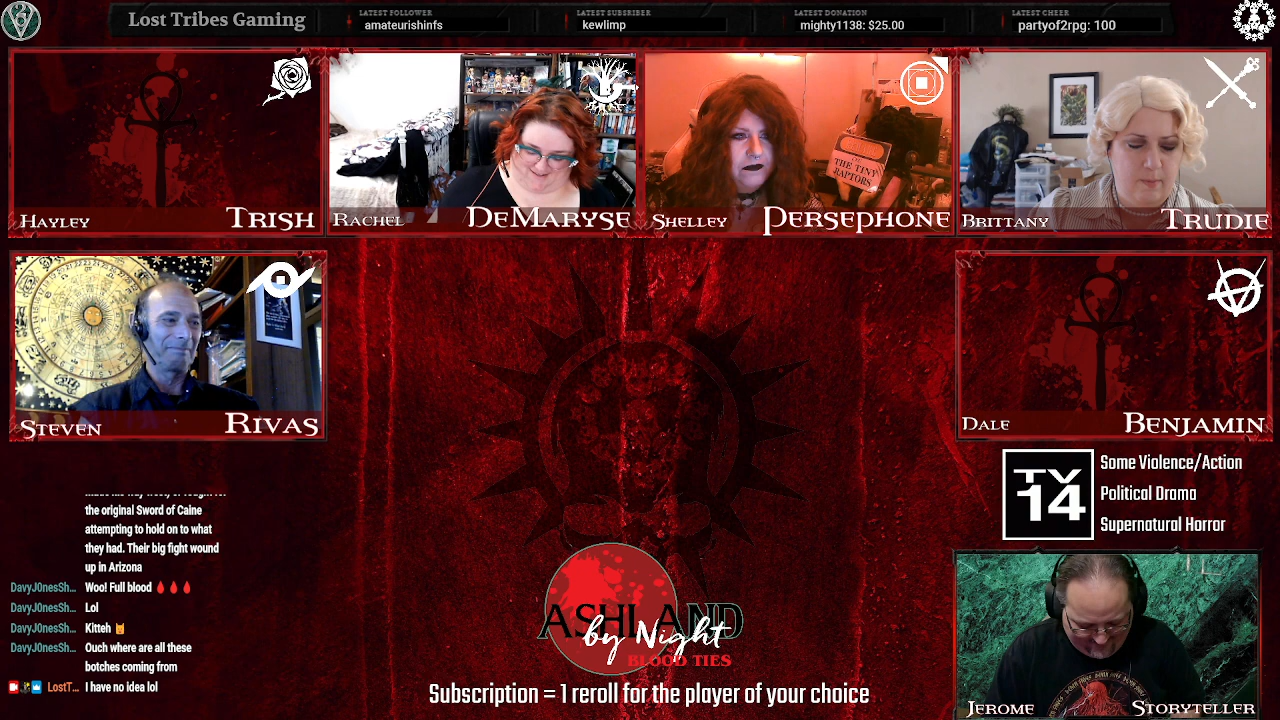 Lost Tribes Gaming
LATEST FOLLOWER
amateurishinfs
LATEST SUBSRIBER
kewlimp
LATEST DONATION
mighty1138: $25.00
LATEST CHEER
partyof2rpg: 100
HAYLEY
TRISH
RACHEL
DEMARYSE
OF
THE TINY
RAPTORS
SHELLEY
PERSEPHONE
BRITTANY
TRUDIE
STEVEN
RIVAS
DALE
BENJAMIN
TV
14
Some Violence/Action
Political Drama
Supernatural Horror
the original Sword of Caine
attempting to hold on to what
they had. Their big fight wound
up in Arizona
DavyJ0nesSh... Woo! Full blood 🩸🩸🩸
DavyJ0nesSh... Lol
DavyJ0nesSh... Kitteh 🐱
DavyJ0nesSh... Ouch where are all these
botches coming from
LostT... I have no idea lol
ASHLAND
by Night
BLOOD TIES
Subscription = 1 reroll for the player of your choice
JEROME
STORYTELLER